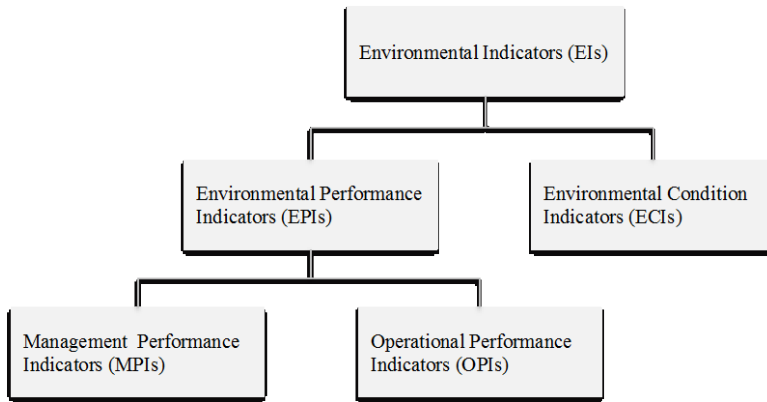 Environmental Indicators (EIs)
Environmental Performance
Indicators (EPIs)
Environmental Condition
Indicators (ECIs)
Management  Performance
Indicators (MPIs)
Operational Performance
Indicators (OPIs)